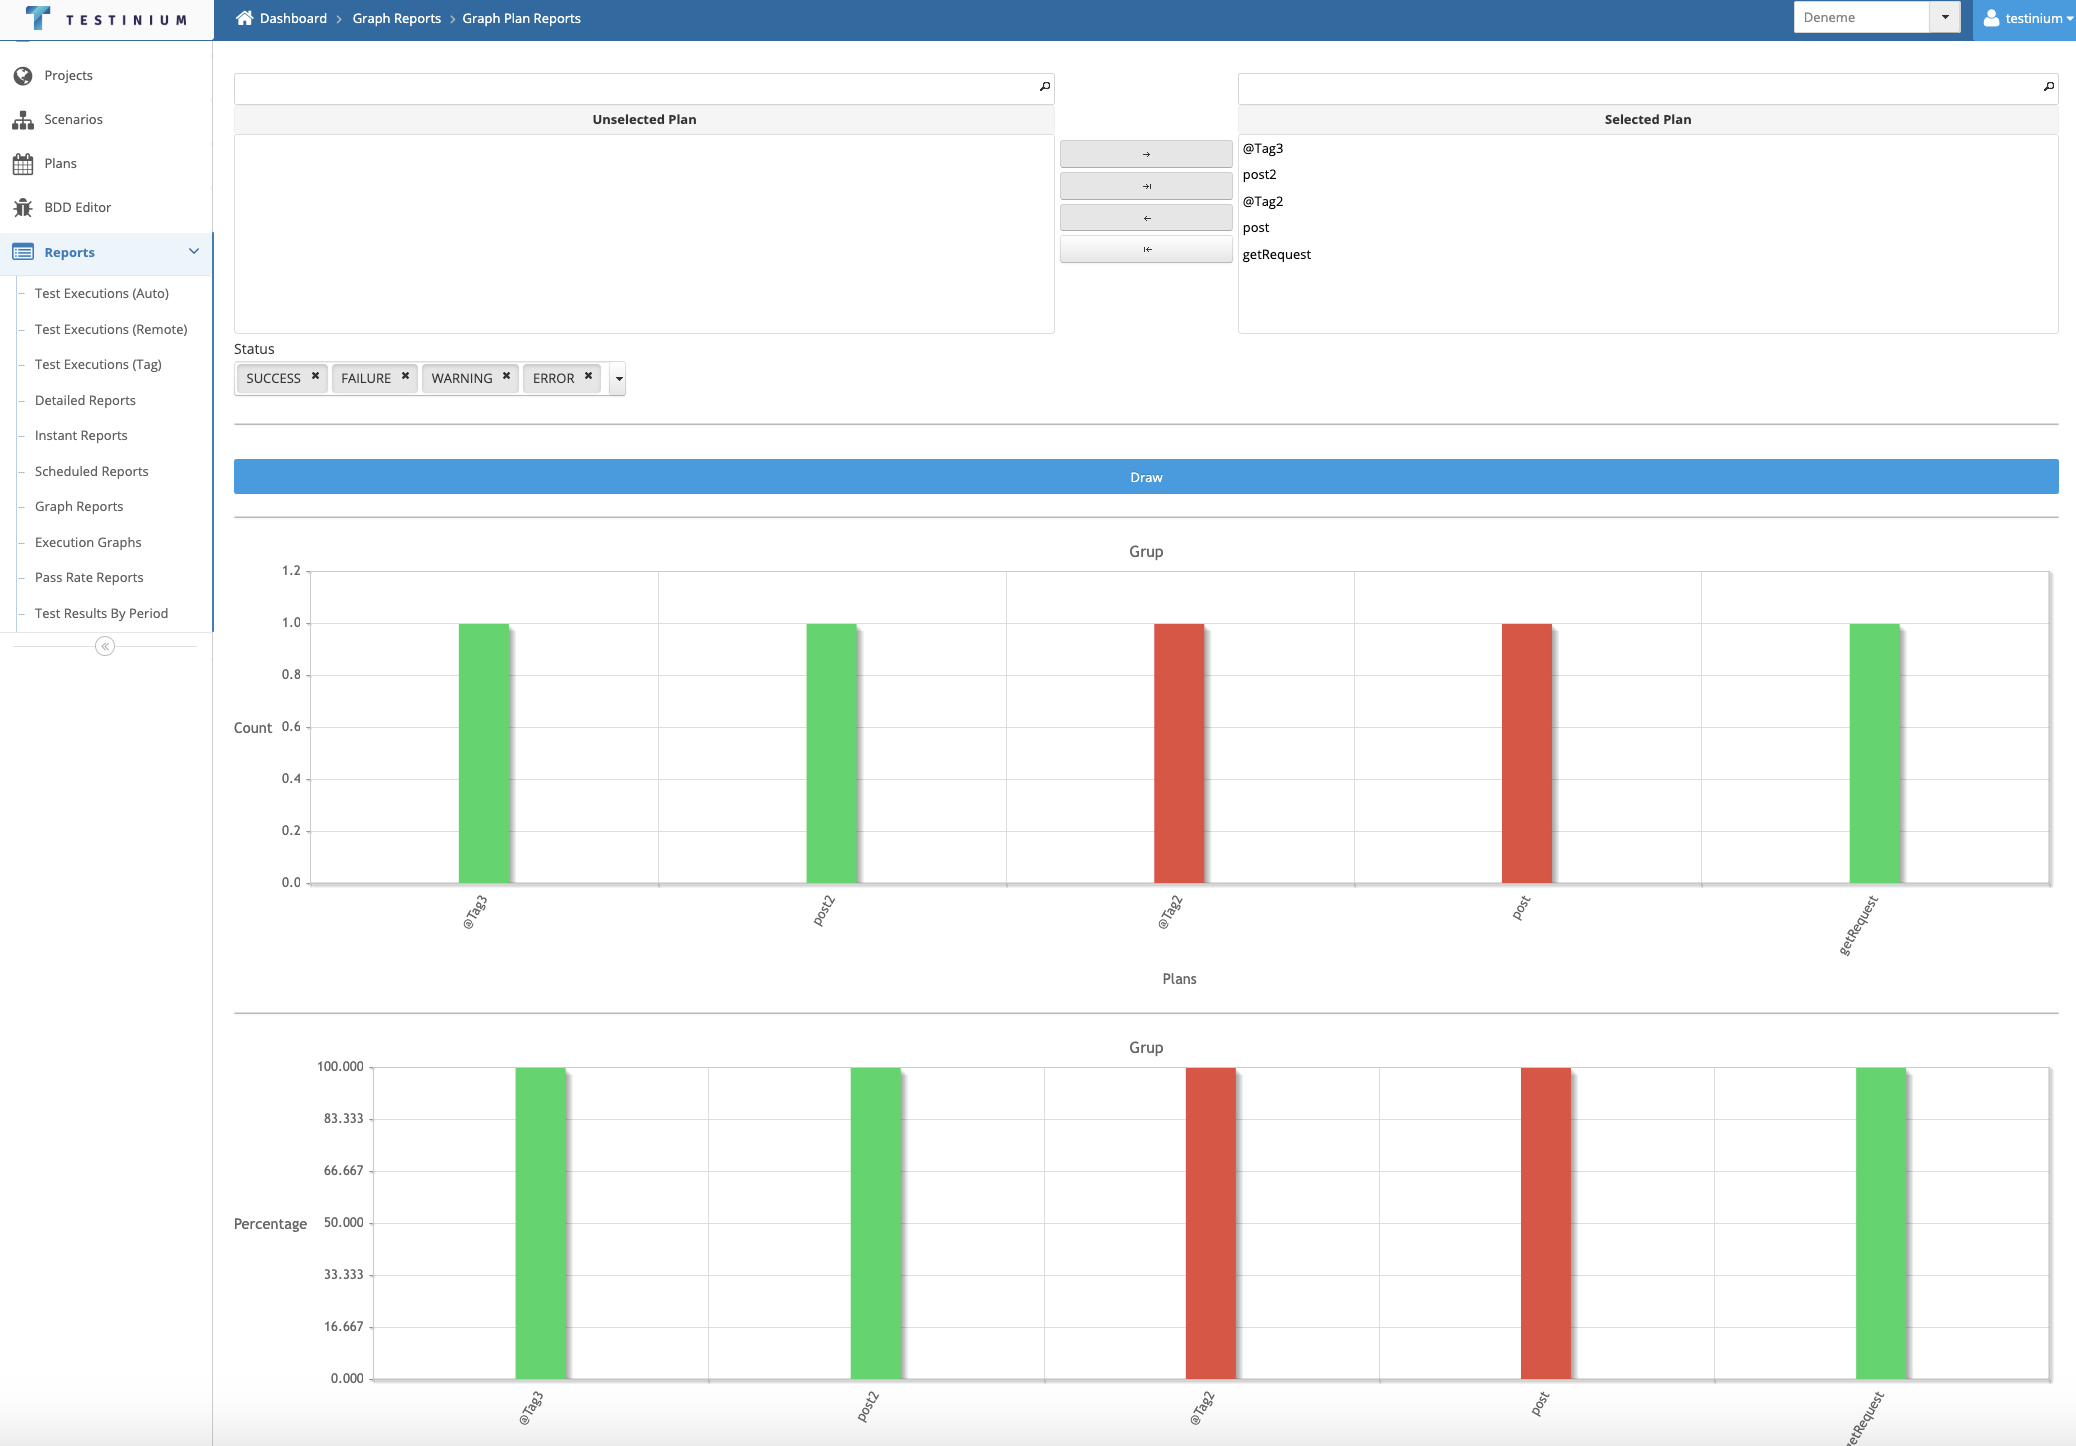 TESTINIUM
Dashboard > Graph Reports > Graph Plan Reports
Deneme
testinium
Projects
Scenarios
Plans
BDD Editor
Reports
Test Executions (Auto)
Test Executions (Remote)
Test Executions (Tag)
Detailed Reports
Instant Reports
Scheduled Reports
Graph Reports
Execution Graphs
Pass Rate Reports
Test Results By Period
Unselected Plan
Selected Plan
@Tag3
post2
@Tag2
post
getRequest
Status
SUCCESS FAILURE WARNING ERROR
Draw
Grup
1.2
1.0
0.8
Count 0.6
0.4
0.2
0.0
@Tag3 post2 @Tag2 post getRequest
Plans
Grup
100.000
83.333
66.667
Percentage 50.000
33.333
16.667
0.000
@Tag3 post2 @Tag2 post etRequest